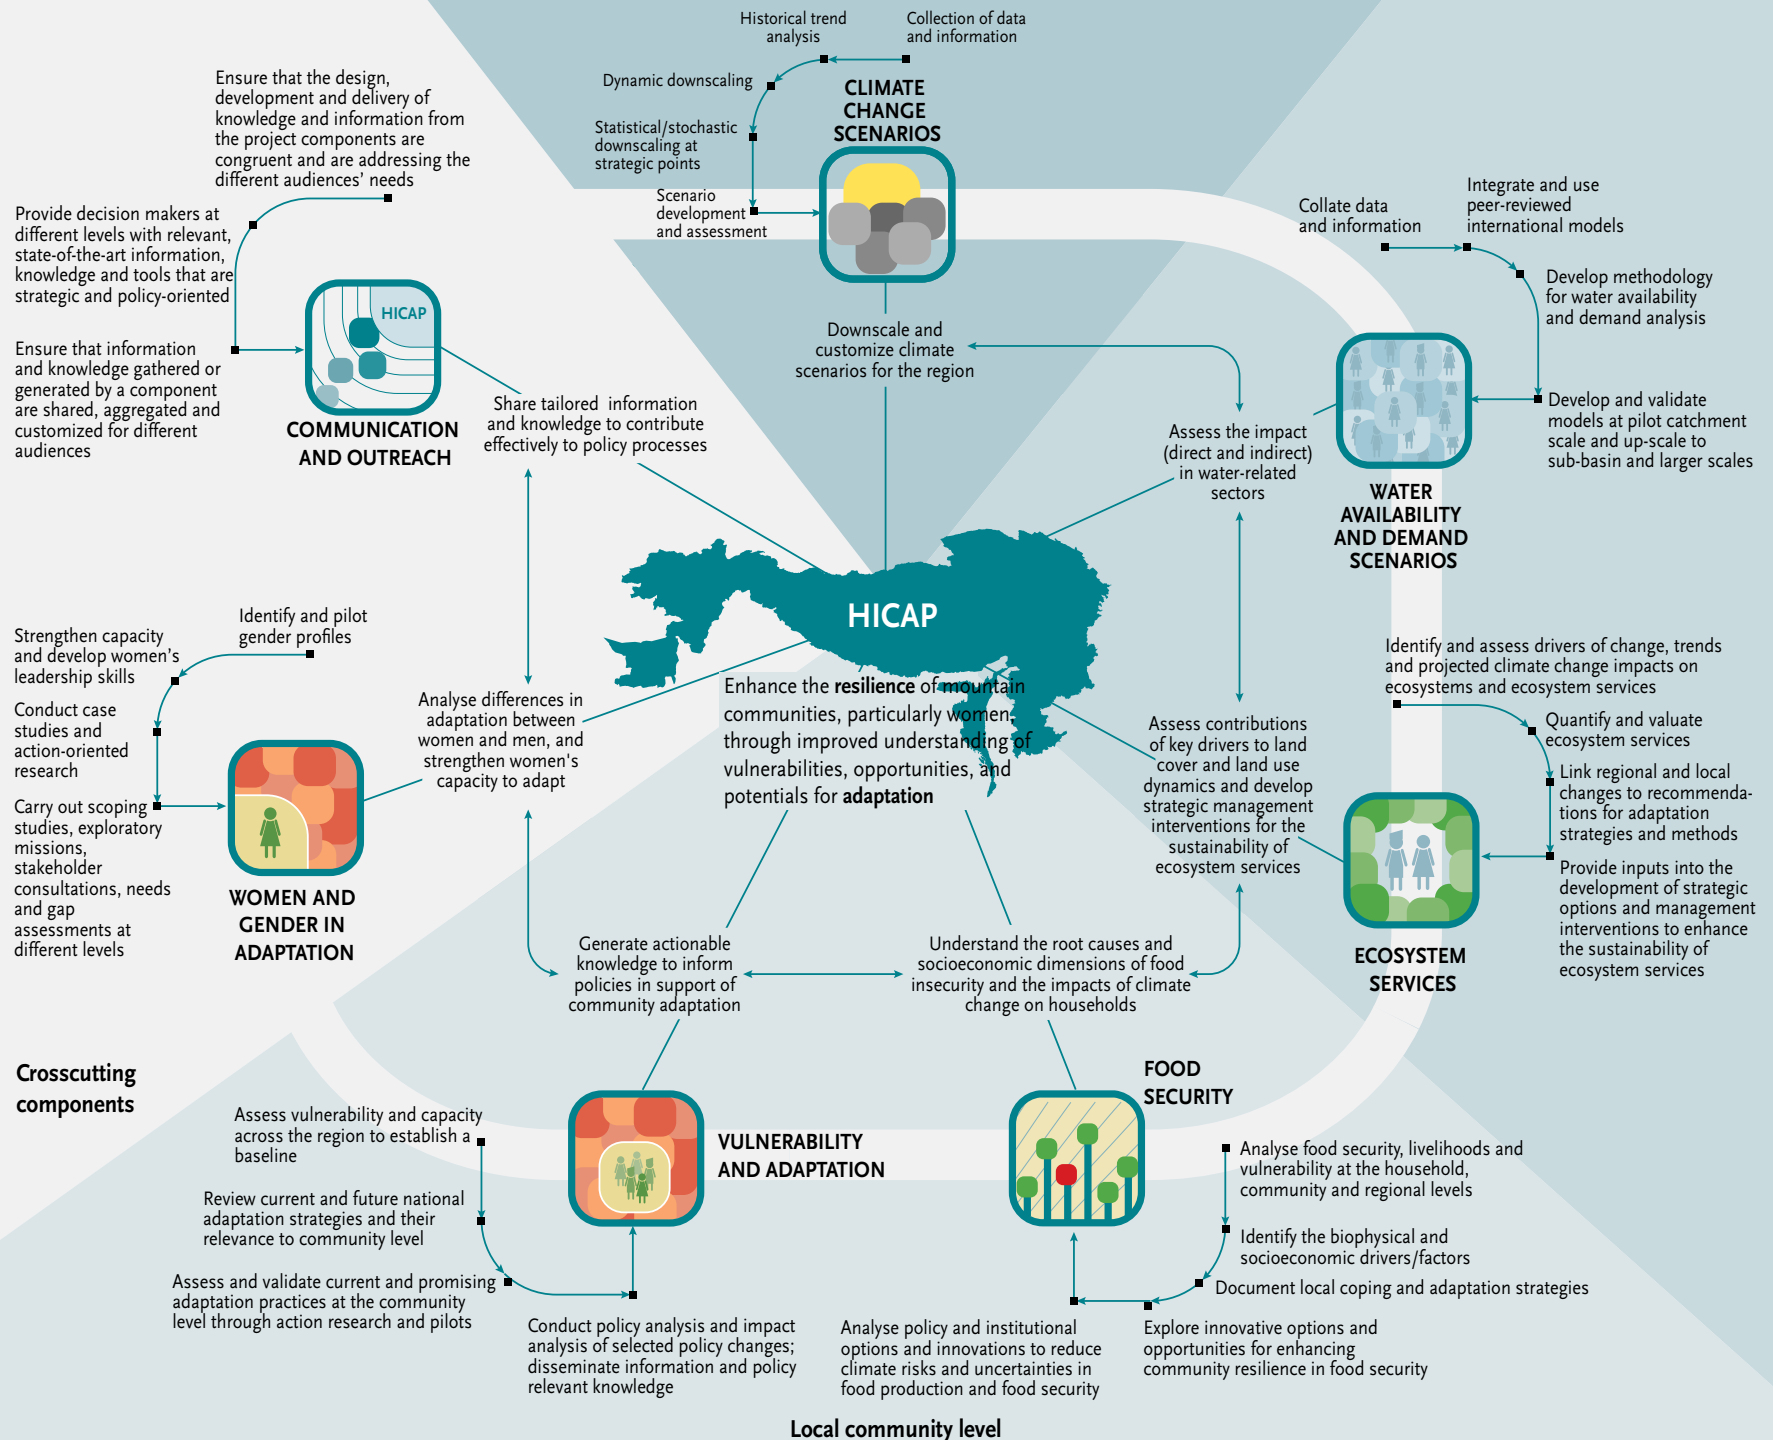 Historical trend
analysis
Collection of data
and information
Dynamic downscaling
Statistical/stochastic
downscaling at
strategic points
Scenario
development
and assessment
CLIMATE
CHANGE
SCENARIOS
Downscale and
customize climate
scenarios for the region
Ensure that the design,
development and delivery of
knowledge and information from
the project components are
congruent and are addressing the
different audiences' needs
Provide decision makers at
different levels with relevant,
state-of-the-art information,
knowledge and tools that are
strategic and policy-oriented
Ensure that information
and knowledge gathered or
generated by a component
are shared, aggregated and
customized for different
audiences
HICAP
COMMUNICATION
AND OUTREACH
Share tailored information
and knowledge to contribute
effectively to policy processes
Collate data
and information
Integrate and use
peer-reviewed
international models
Develop methodology
for water availability
and demand analysis
Develop and validate
models at pilot catchment
scale and up-scale to
sub-basin and larger scales
WATER
AVAILABILITY
AND DEMAND
SCENARIOS
Assess the impact
(direct and indirect)
in water-related
sectors
HICAP
Enhance the resilience of mountain
communities, particularly women,
through improved understanding of
vulnerabilities, opportunities, and
potentials for adaptation
Identify and pilot
gender profiles
Strengthen capacity
and develop women's
leadership skills
Conduct case
studies and
action-oriented
research
Carry out scoping
studies, exploratory
missions,
stakeholder
consultations, needs
and gap
assessments at
different levels
WOMEN AND
GENDER IN
ADAPTATION
Analyse differences in
adaptation between
women and men, and
strengthen women's
capacity to adapt
Identify and assess drivers of change, trends
and projected climate change impacts on
ecosystems and ecosystem services
Quantify and valuate
ecosystem services
Link regional and local
changes to recommenda-
tions for adaptation
strategies and methods
Provide inputs into the
development of strategic
options and management
interventions to enhance
the sustainability of
ecosystem services
ECOSYSTEM
SERVICES
Assess contributions
of key drivers to land
cover and land use
dynamics and develop
strategic management
interventions for the
sustainability of
ecosystem services
Generate actionable
knowledge to inform
policies in support of
community adaptation
Understand the root causes and
socioeconomic dimensions of food
insecurity and the impacts of climate
change on households
Crosscutting
components
Assess vulnerability and capacity
across the region to establish a
baseline
Review current and future national
adaptation strategies and their
relevance to community level
Assess and validate current and promising
adaptation practices at the community
level through action research and pilots
Conduct policy analysis and impact
analysis of selected policy changes;
disseminate information and policy
relevant knowledge
VULNERABILITY
AND ADAPTATION
FOOD
SECURITY
Analyse food security, livelihoods and
vulnerability at the household,
community and regional levels
Identify the biophysical and
socioeconomic drivers/factors
Document local coping and adaptation strategies
Explore innovative options and
opportunities for enhancing
community resilience in food security
Analyse policy and institutional
options and innovations to reduce
climate risks and uncertainties in
food production and food security
Local community level